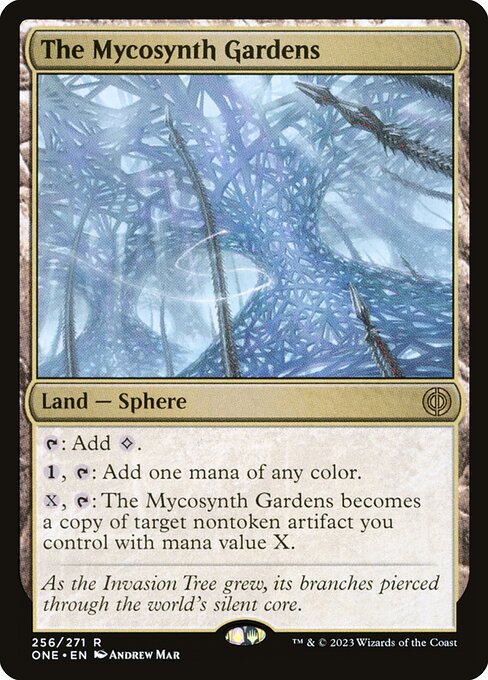 The Mycosynth Gardens
Land — Sphere
: Add .
1, : Add one mana of any color.
X, : The Mycosynth Gardens becomes
a copy of target nontoken artifact you
control with mana value X.
As the Invasion Tree grew, its branches pierced
through the world's silent core.
256/271 R
ONE • EN Andrew Mar
™ & © 2023 Wizards of the Coast